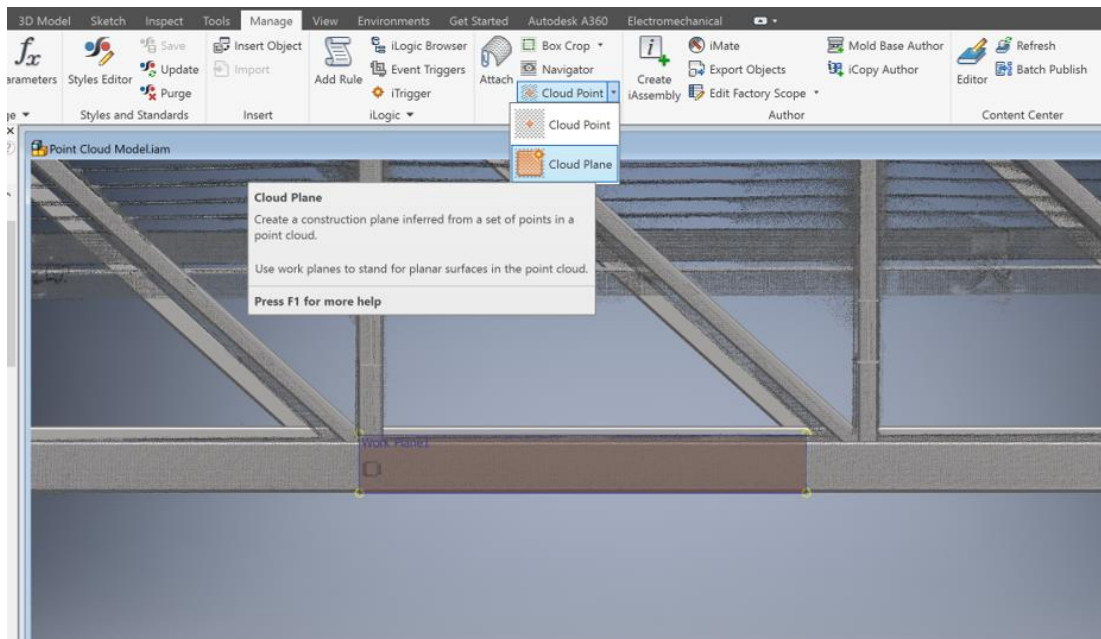 3D Model Sketch Inspect Tools Manage View Environments Get Started Autodesk A360 Electromechanical
fx
arameters
Styles Editor
Save
Update
Purge
Styles and Standards
Insert Object
Import
Insert
Add Rule
iLogic Browser
Event Triggers
iTrigger
iLogic
Attach
Box Crop
Navigator
Cloud Point
Cloud Point
Cloud Plane
Create
iAssembly
iMate
Export Objects
Edit Factory Scope
Mold Base Author
iCopy Author
Author
Editor
Refresh
Batch Publish
Content Center
Point Cloud Model.iam
Cloud Plane
Create a construction plane inferred from a set of points in a
point cloud.
Use work planes to stand for planar surfaces in the point cloud.
Press F1 for more help
Work Plane1